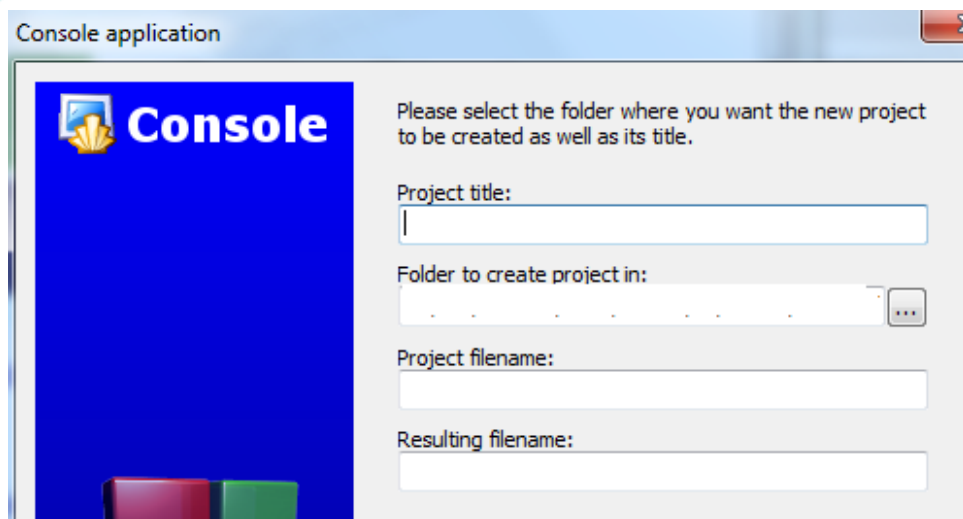 Console application
Console
Please select the folder where you want the new project
to be created as well as its title.
Project title:
Folder to create project in:
...
Project filename:
Resulting filename: